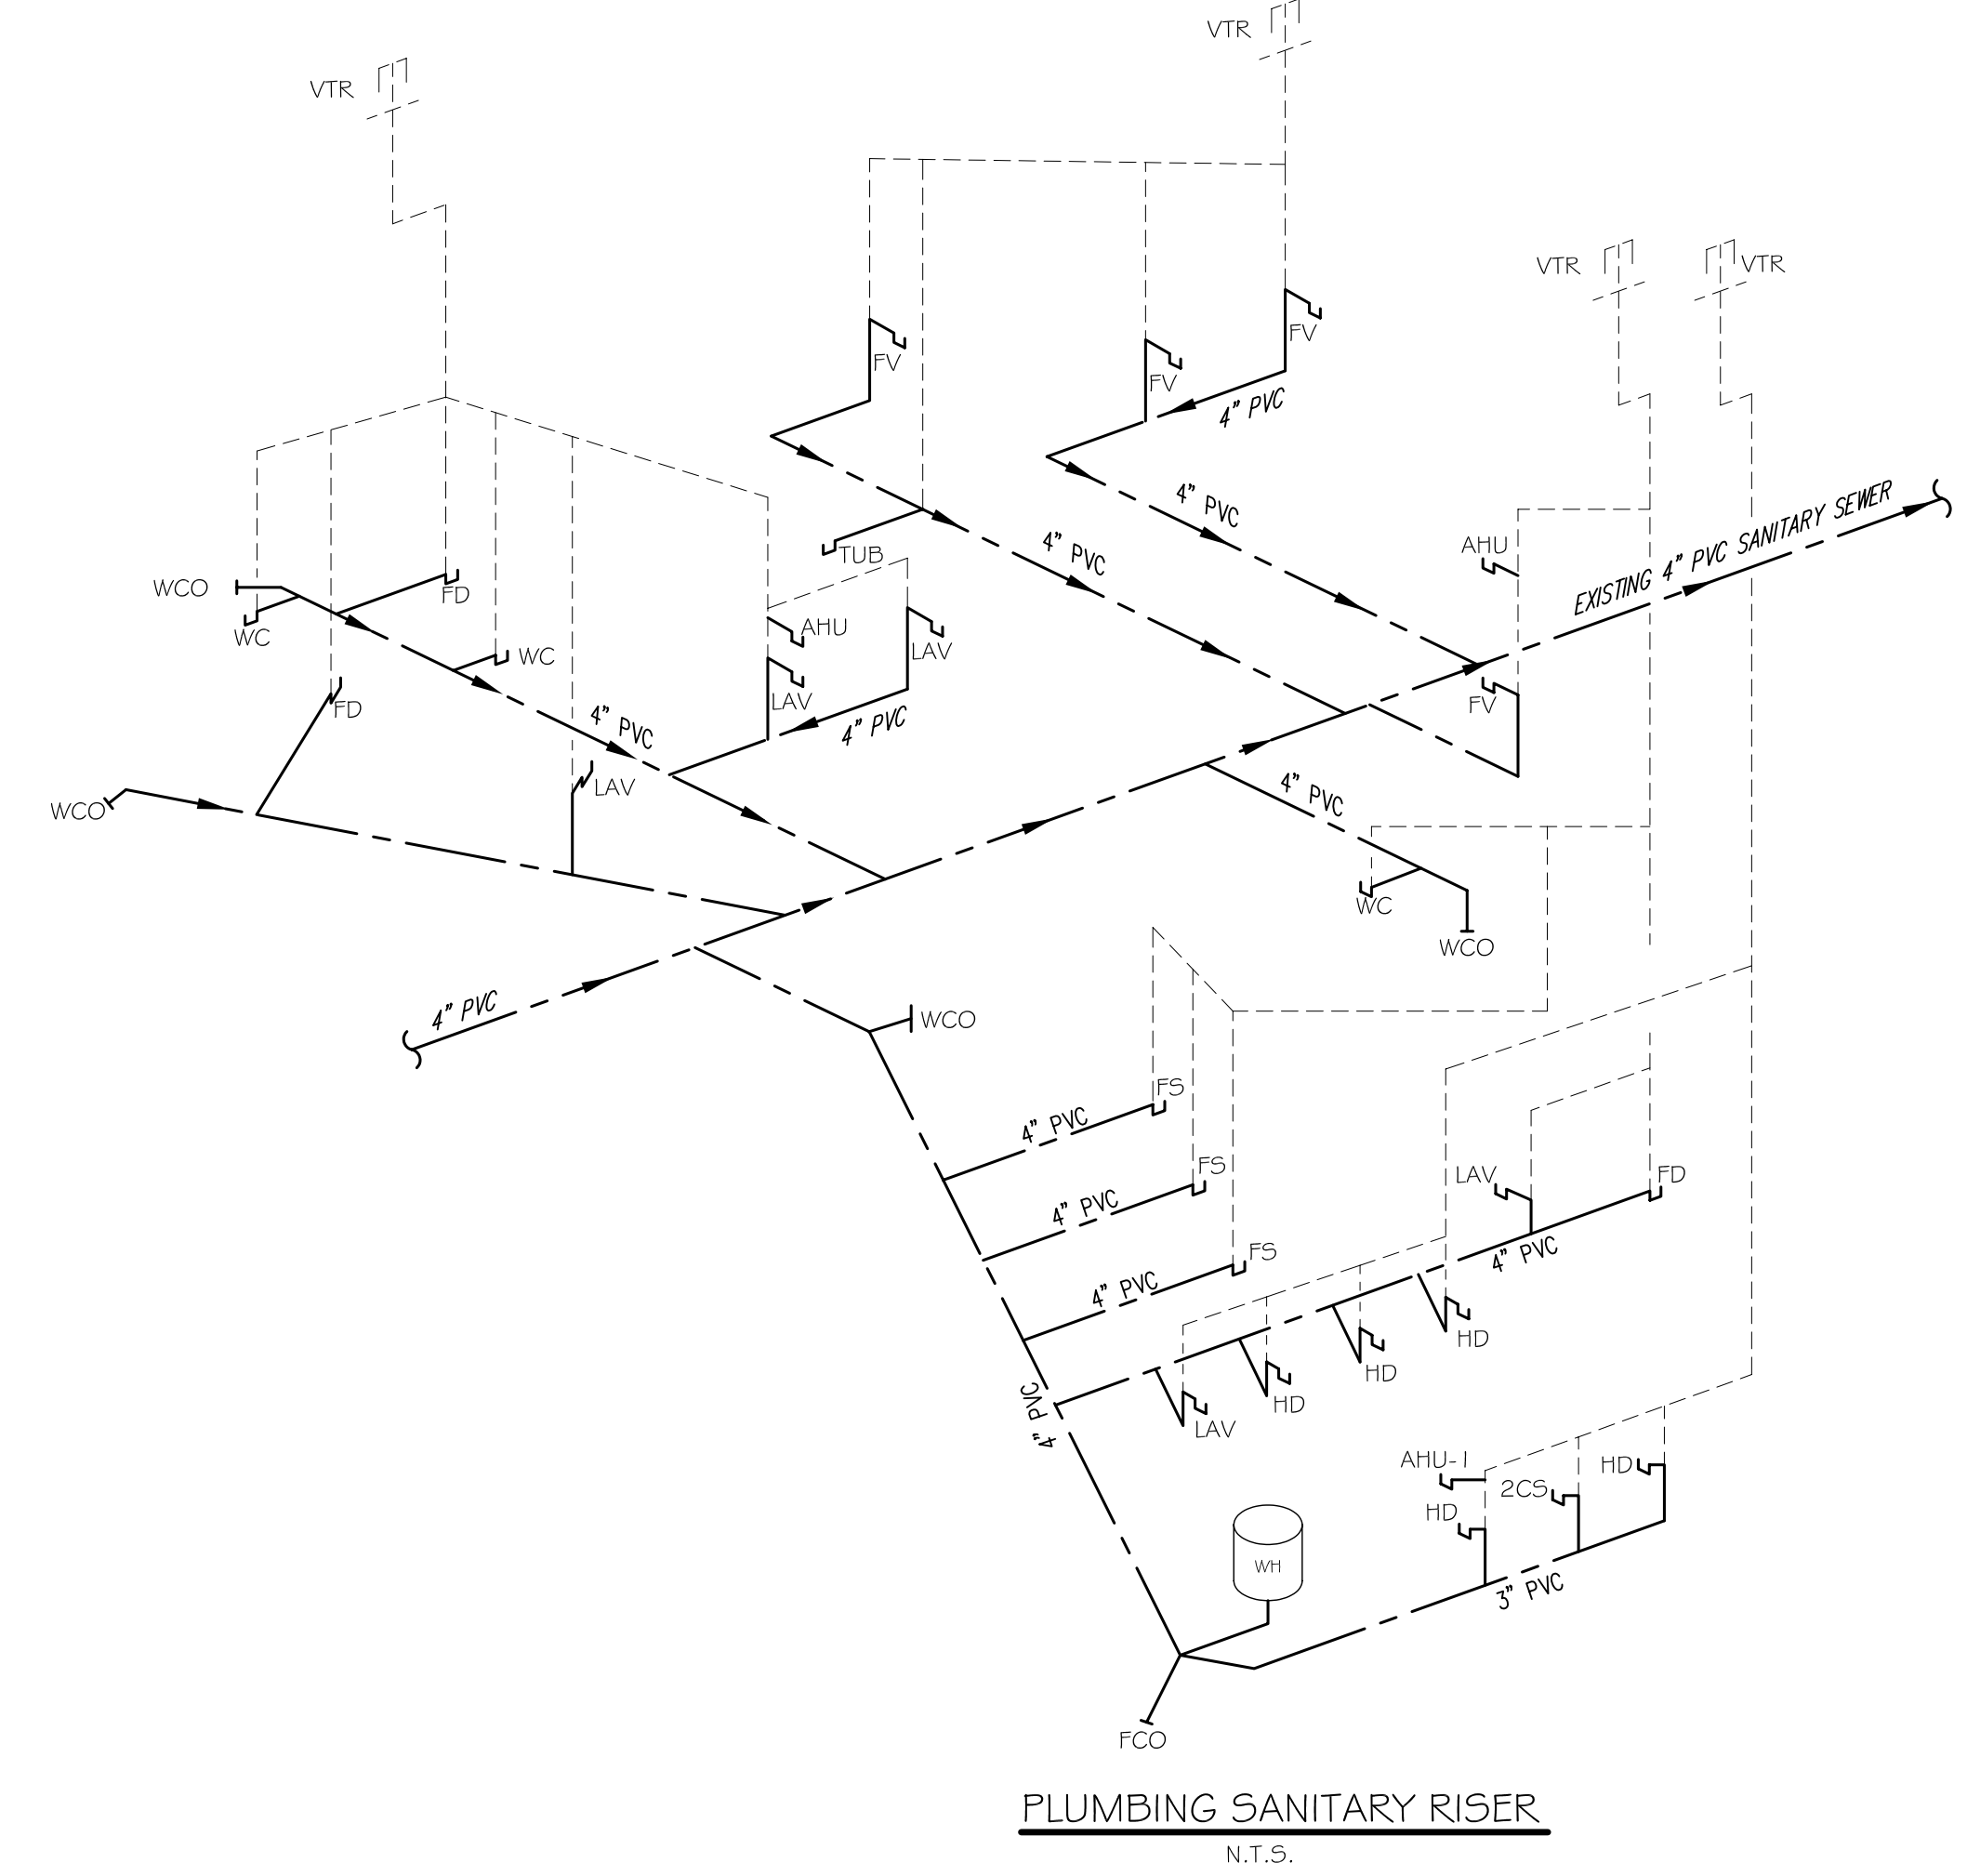 VTR
VTR
VTR
VTR
FV
FV
FV
4" PVC
4" PVC
EXISTING 4" PVC SANITARY SEWER
4" PVC
AHU
TUB
WCO
FD
WC
AHU
WC
LAV
LAV
FD
FV
4" PVC
4" PVC
LAV
4" PVC
WCO
WC
WCO
4" PVC
WCO
FS
4" PVC
FS
LAV
FD
4" PVC
FS
4" PVC
4" PVC
HD
HD
HD
LAV
4" PVC
AHU-1
HD
2CS
HD
WH
3" PVC
FCO
PLUMBING SANITARY RISER
N.T.S.